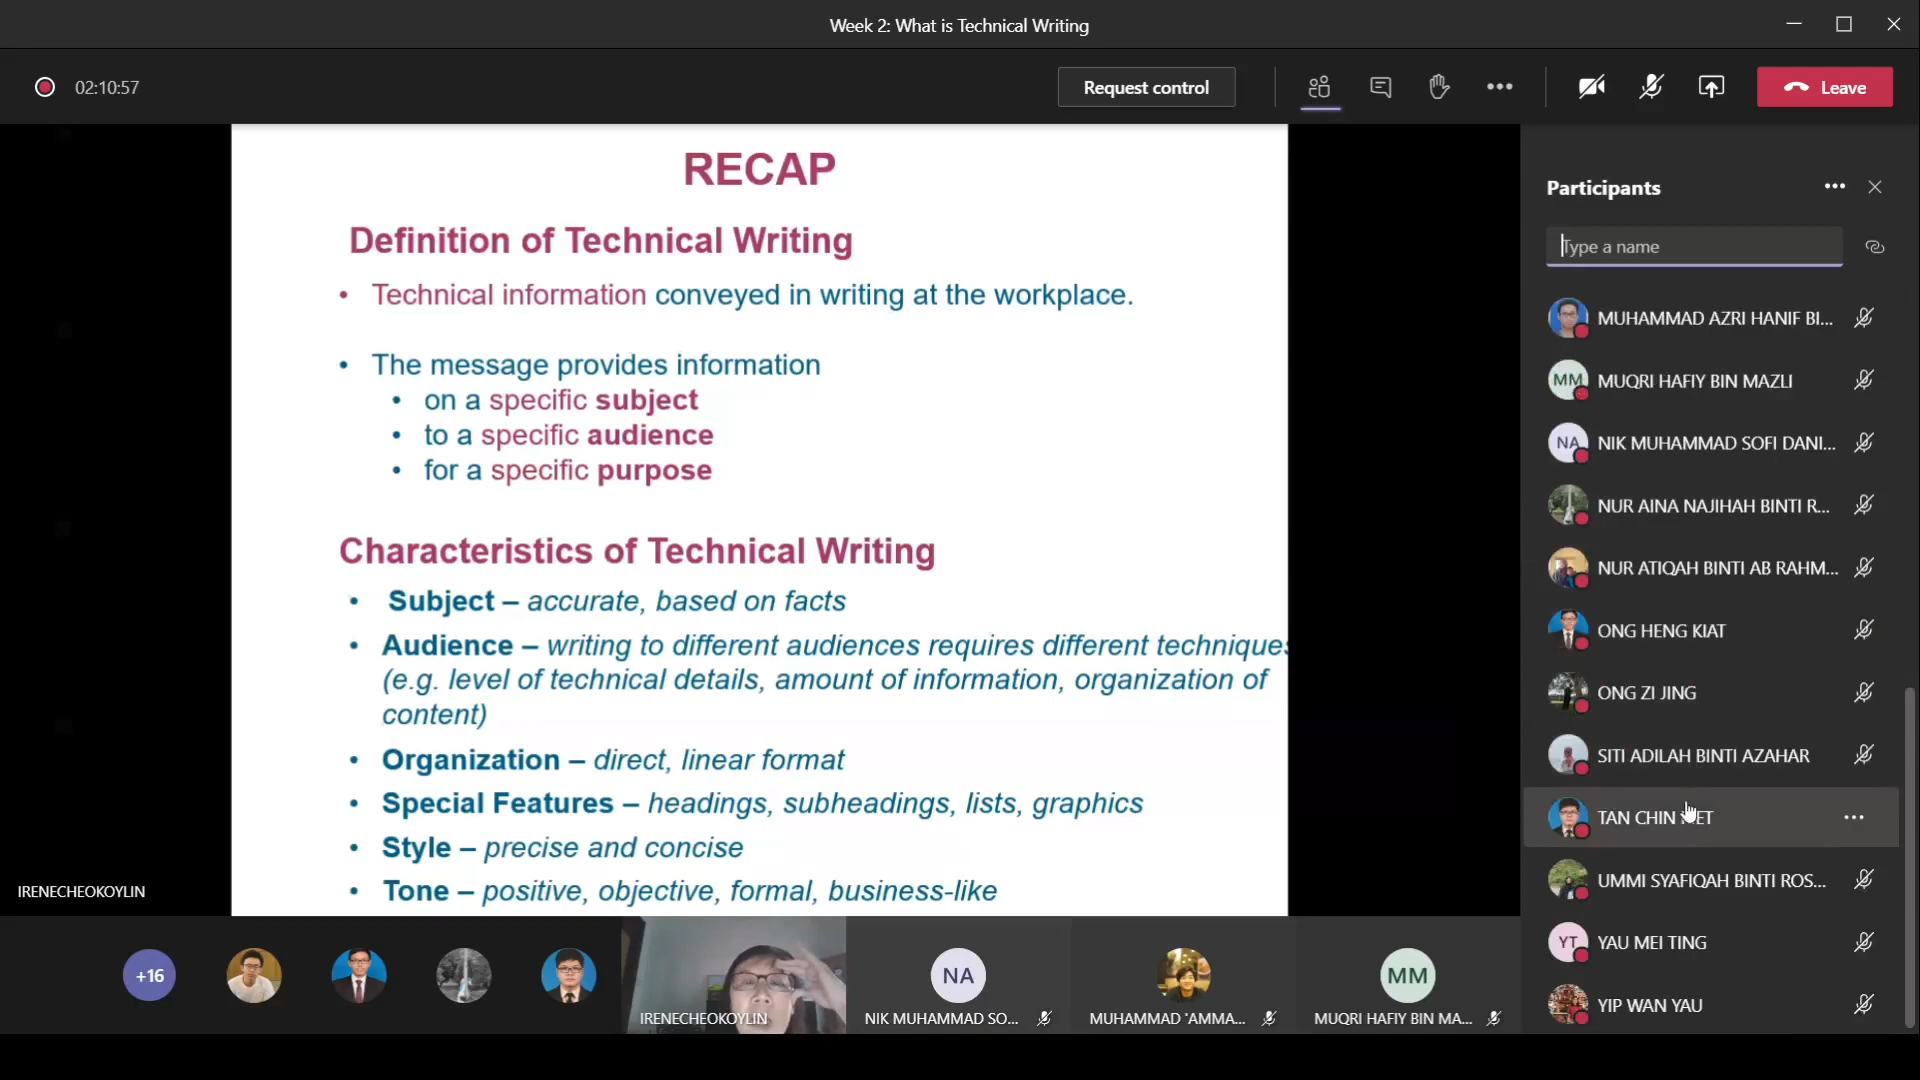 Week 2: What is Technical Writing
02:10:57
Request control
Leave
RECAP
Definition of Technical Writing
• Technical information conveyed in writing at the workplace.
• The message provides information
• on a specific subject
• to a specific audience
• for a specific purpose
Characteristics of Technical Writing
• Subject – accurate, based on facts
• Audience – writing to different audiences requires different techniques
(e.g. level of technical details, amount of information, organization of
content)
• Organization – direct, linear format
• Special Features – headings, subheadings, lists, graphics
• Style – precise and concise
• Tone – positive, objective, formal, business-like
IRENECHEOKOYLIN
Participants
Type a name
MUHAMMAD AZRI HANIF BI...
MM MUQRI HAFIY BIN MAZLI
NA NIK MUHAMMAD SOFI DANI...
NUR AINA NAJIHAH BINTI R...
NUR ATIQAH BINTI AB RAHM...
ONG HENG KIAT
ONG ZI JING
SITI ADILAH BINTI AZAHAR
TAN CHIN
UMMI SYAFIQAH BINTI ROS...
YT YAU MEI TING
YIP WAN YAU
+16
IRENECHEOKOYLIN
NA
NIK MUHAMMAD SO...
MUHAMMAD 'AMMA...
MM
MUQRI HAFIY BIN MA...